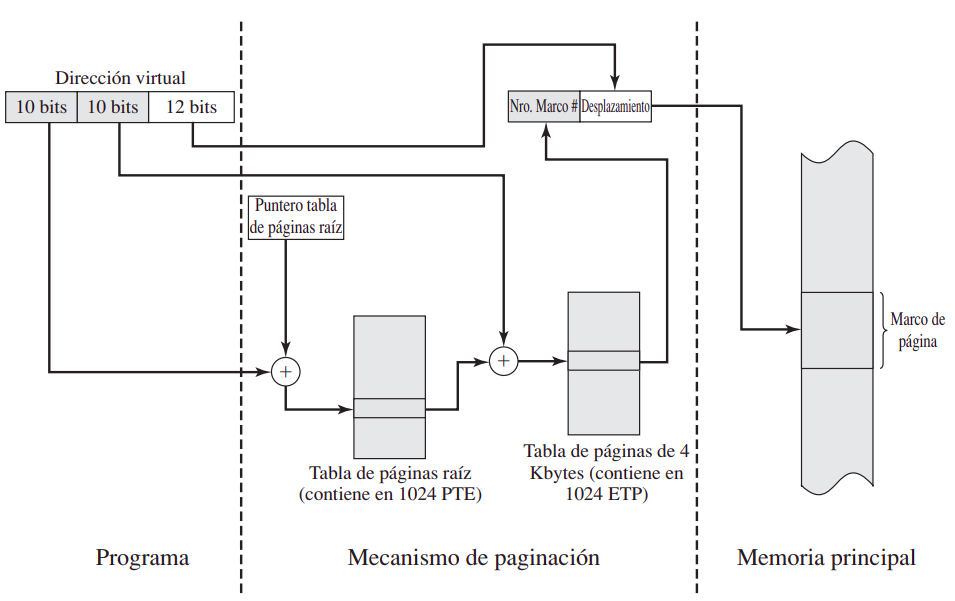 Dirección virtual
10 bits
10 bits
12 bits
Nro. Marco #
Desplazamiento
Puntero tabla
de páginas raíz
+
+
Marco de
página
Tabla de páginas raíz
(contiene en 1024 PTE)
Tabla de páginas de 4
Kbytes (contiene en
1024 ETP)
Programa
Mecanismo de paginación
Memoria principal